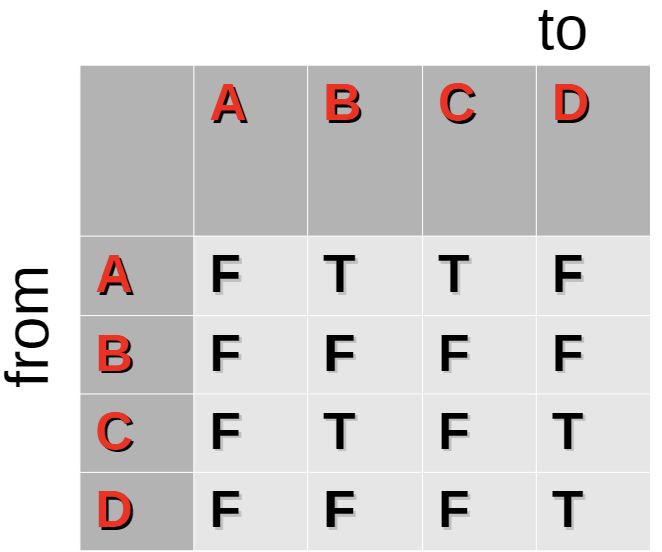 to
from
A B C D
A F T T F
B F F F F
C F T F T
D F F F T